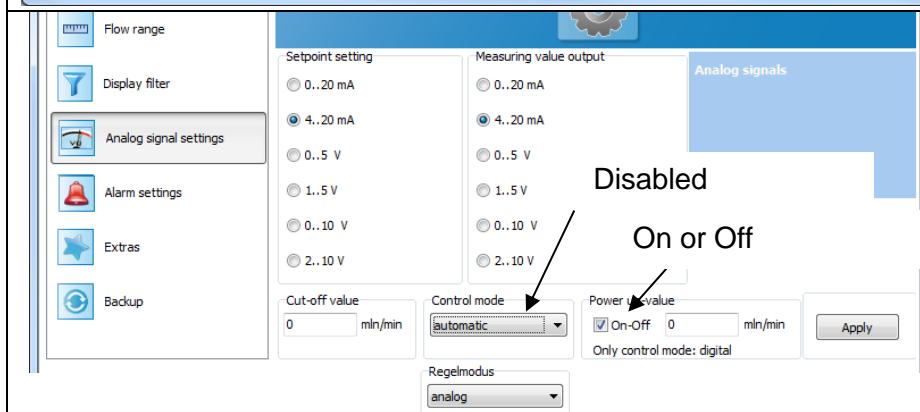 Flow range
Display filter
Analog signal settings
Alarm settings
Extras
Backup
Setpoint setting
0..20 mA
4..20 mA
0..5 V
1..5 V
0..10 V
2..10 V
Measuring value output
0..20 mA
4..20 mA
0..5 V
1..5 V
0..10 V
2..10 V
Analog signals
Disabled
On or Off
Cut-off value
0 mln/min
Control mode
automatic
Power up-value
On-Off 0 mln/min
Only control mode: digital
Apply
Regelmodus
analog